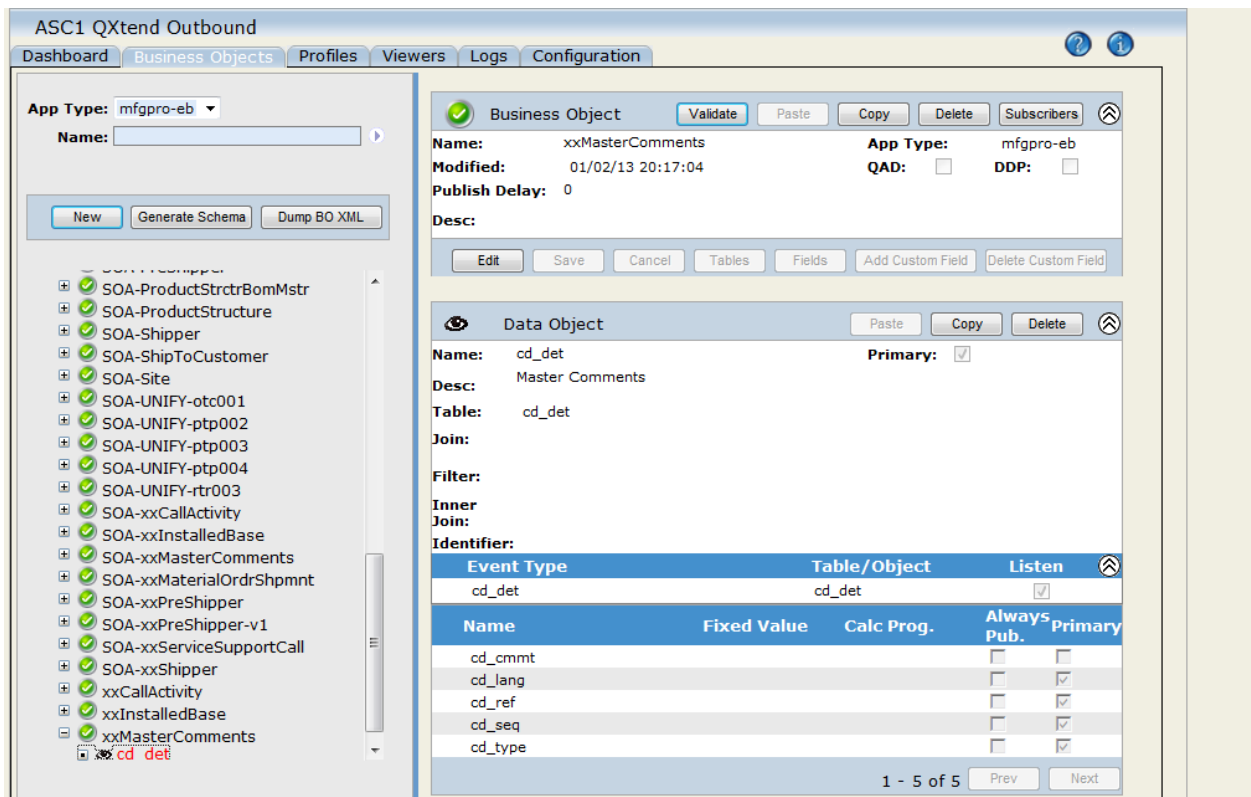 ASC1 QXtend Outbound
Dashboard Business Objects Profiles Viewers Logs Configuration
App Type: mfgpro-eb
Name:
New Generate Schema Dump BO XML
SOA-ProductStrctrBomMstr
SOA-ProductStructure
SOA-Shipper
SOA-ShipToCustomer
SOA-Site
SOA-UNIFY-otc001
SOA-UNIFY-ptp002
SOA-UNIFY-ptp003
SOA-UNIFY-ptp004
SOA-UNIFY-rtr003
SOA-xxCallActivity
SOA-xxInstalledBase
SOA-xxMasterComments
SOA-xxMaterialOrdrShpmnt
SOA-xxPreShipper
SOA-xxPreShipper-v1
SOA-xxServiceSupportCall
SOA-xxShipper
xxCallActivity
xxInstalledBase
xxMasterComments
cd_det
Business Object Validate Paste Copy Delete Subscribers
Name: xxMasterComments App Type: mfgpro-eb
Modified: 01/02/13 20:17:04 QAD: DDP:
Publish Delay: 0
Desc:
Edit Save Cancel Tables Fields Add Custom Field Delete Custom Field
Data Object Paste Copy Delete
Name: cd_det Primary:
Desc: Master Comments
Table: cd_det
Join:
Filter:
Inner
Join:
Identifier:
Event Type Table/Object Listen
cd_det cd_det
Name Fixed Value Calc Prog. Always Pub. Primary
cd_cmmt
cd_lang
cd_ref
cd_seq
cd_type
1 - 5 of 5 Prev Next